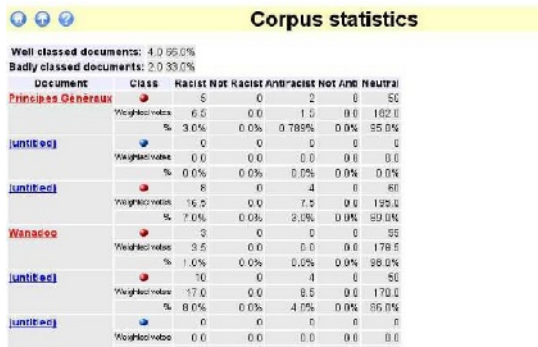 Corpus statistics
Well classed documents: 4.0 66.0%
Badly classed documents: 2.0 33.0%
Document Class Racist Not Racist Antiracist Not Anti Neutral
Principes Généraux 5 0 2 0 50
Weighted votes 6.5 0.0 1.5 0.0 162.0
% 3.0% 0.0% 0.789% 0.0% 95.0%
[untitled] 0 0 0 0 0
Weighted votes 0.0 0.0 0.0 0.0 0.0
% 0.0% 0.0% 0.0% 0.0% 0.0%
[untitled] 8 0 4 0 60
Weighted votes 16.5 0.0 7.5 0.0 195.0
% 7.0% 0.0% 3.0% 0.0% 89.0%
Wanadoo 3 0 0 0 55
Weighted votes 3.5 0.0 0.0 0.0 178.5
% 1.0% 0.0% 0.0% 0.0% 98.0%
[untitled] 10 0 4 0 50
Weighted votes 17.0 0.0 8.5 0.0 170.0
% 8.0% 0.0% 4.0% 0.0% 86.0%
[untitled] 0 0 0 0 0
Weighted votes 0.0 0.0 0.0 0.0 0.0